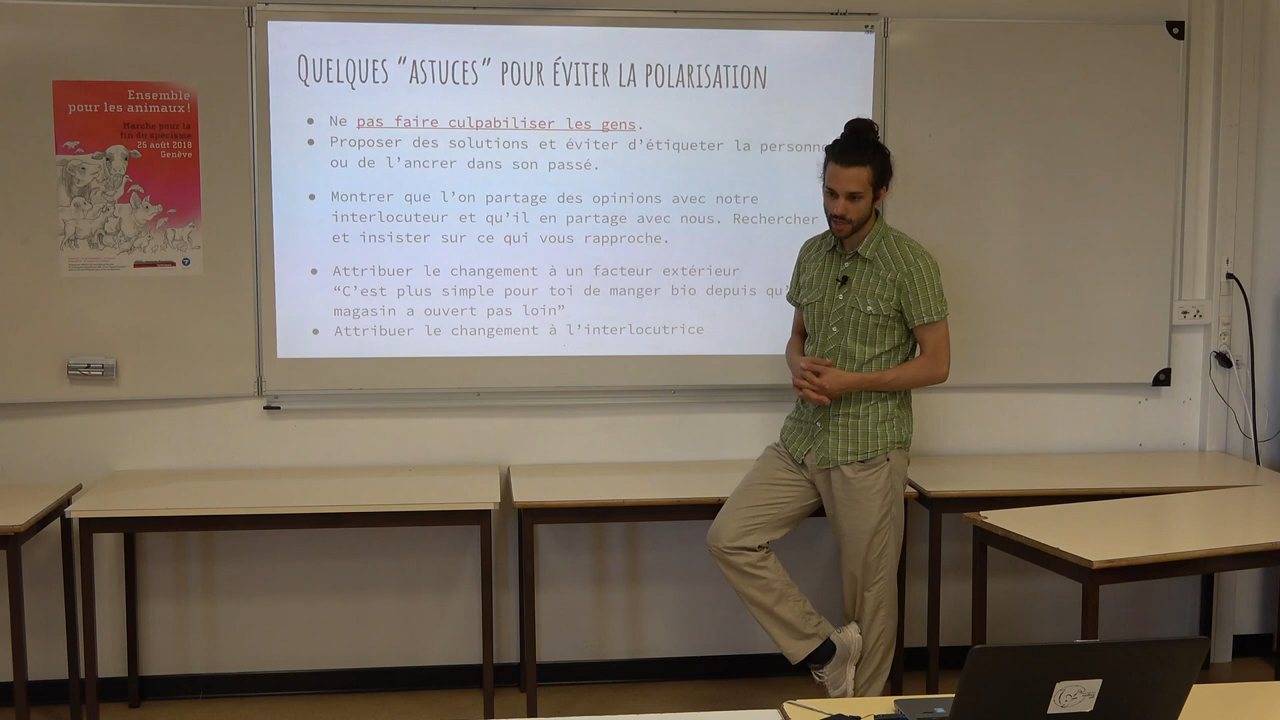 Ensemble
pour les animaux!
Marche pour la
fin du spécisme
25 août 2018
Genève
QUELQUES “ASTUCES” POUR ÉVITER LA POLARISATION
Ne pas faire culpabiliser les gens.
Proposer des solutions et éviter d’étiqueter la personne
ou de l’ancrer dans son passé.
Montrer que l’on partage des opinions avec notre
interlocuteur et qu’il en partage avec nous. Rechercher
et insister sur ce qui vous rapproche.
Attribuer le changement à un facteur extérieur
“C’est plus simple pour toi de manger bio depuis qu’
magasin a ouvert pas loin”
Attribuer le changement à l’interlocutrice